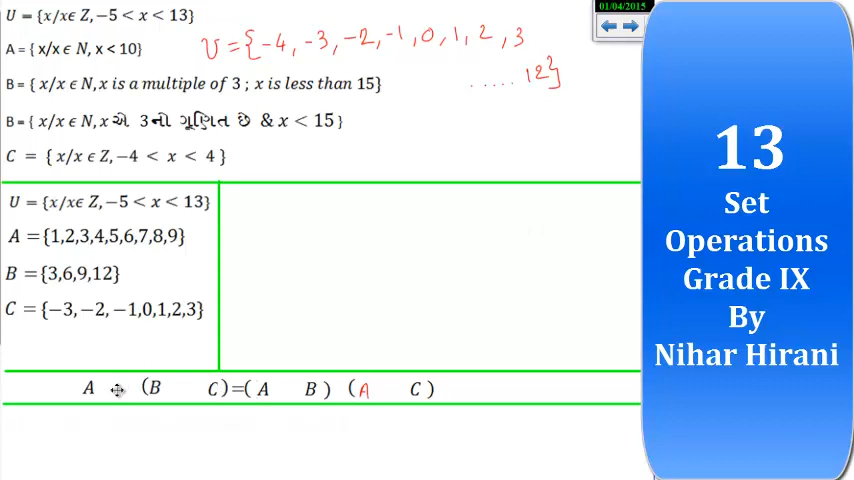 01/04/2015
U = {x/x ϵ Z, −5 < x < 13}
U = {-4, -3, -2, -1, 0, 1, 2, 3
..... 12}
A = { x/x ϵ N, x < 10}
B = { x/x ϵ N, x is a multiple of 3 ; x is less than 15}
B = { x/x ϵ N, x એ 3 નો ગૂણિત છે & x < 15 }
C = { x/x ϵ Z, −4 < x < 4 }
U = {x/xϵ Z, −5 < x < 13}
A = {1,2,3,4,5,6,7,8,9}
B = {3,6,9,12}
C = {−3, −2, −1,0,1,2,3}
A (B C) = ( A B ) ( A C )
13
Set
Operations
Grade IX
By
Nihar Hirani